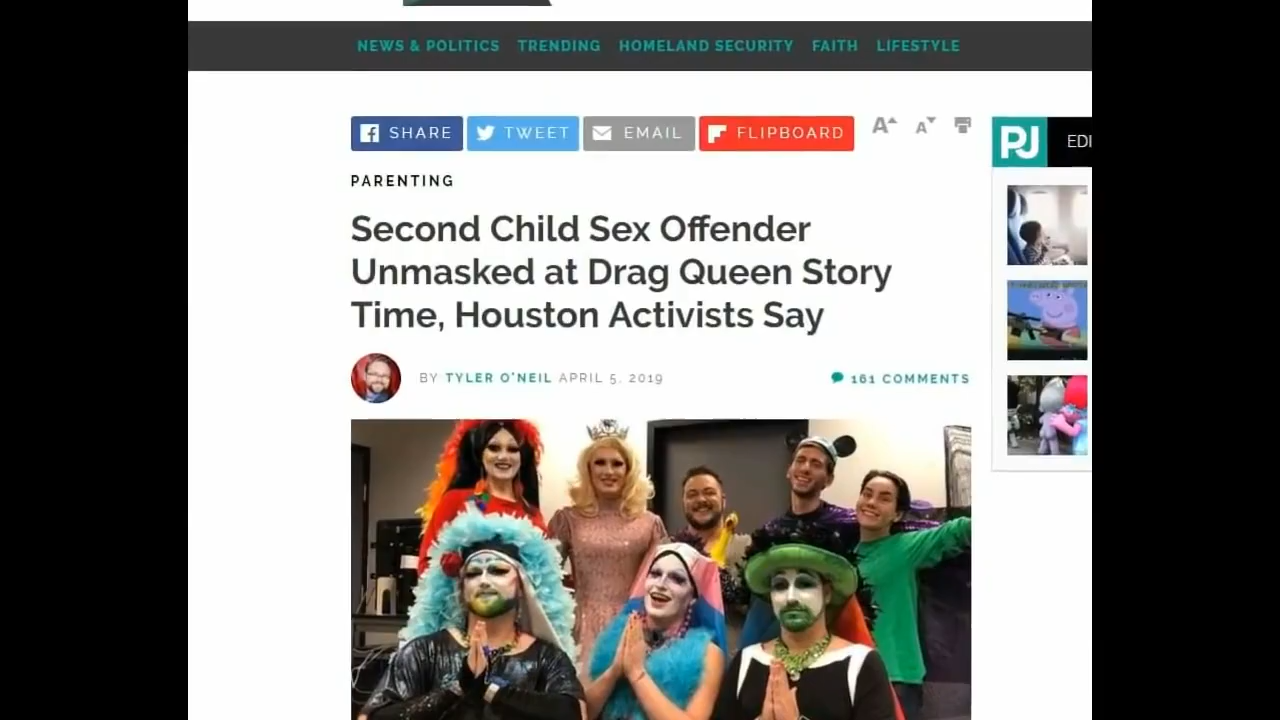 NEWS & POLITICS TRENDING HOMELAND SECURITY FAITH LIFESTYLE
SHARE TWEET EMAIL FLIPBOARD A A
PJ EDI
PARENTING
Second Child Sex Offender
Unmasked at Drag Queen Story
Time, Houston Activists Say
BY TYLER O'NEIL APRIL 5, 2019
161 COMMENTS